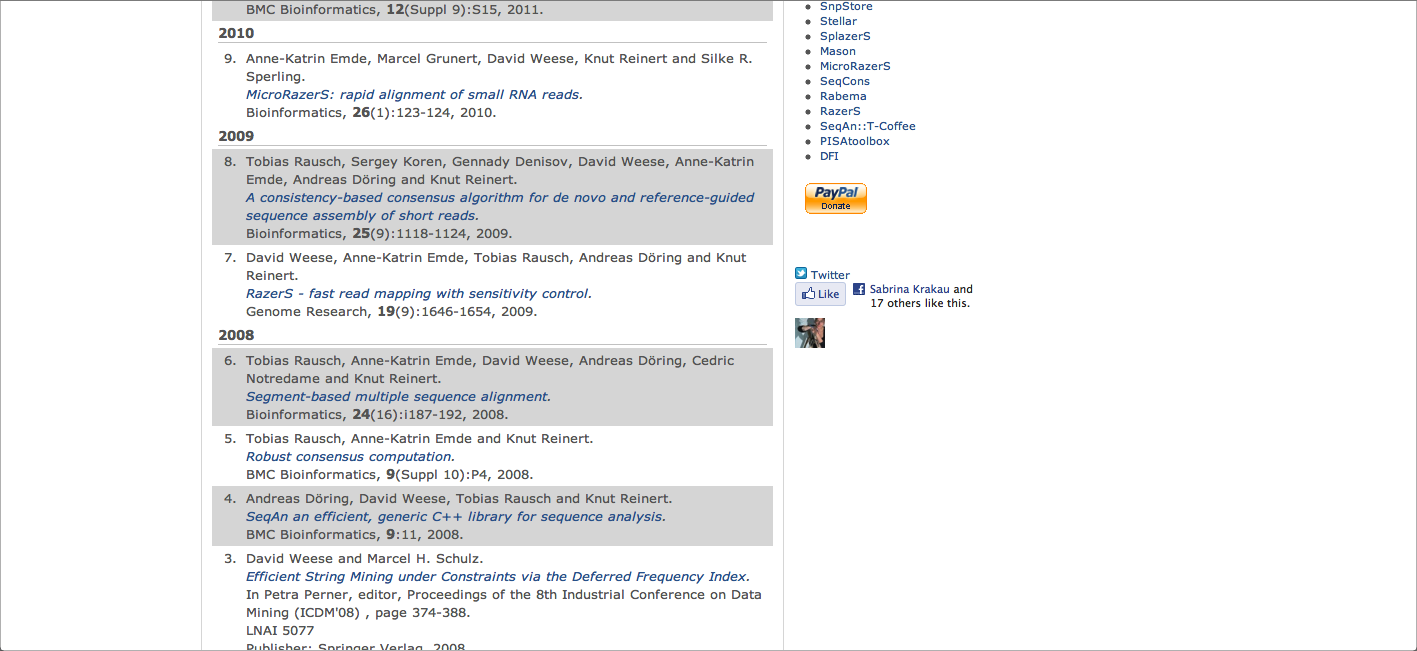 BMC Bioinformatics, 12(Suppl 9):S15, 2011.
2010
9. Anne-Katrin Emde, Marcel Grunert, David Weese, Knut Reinert and Silke R.
Sperling.
MicroRazerS: rapid alignment of small RNA reads.
Bioinformatics, 26(1):123-124, 2010.
2009
8. Tobias Rausch, Sergey Koren, Gennady Denisov, David Weese, Anne-Katrin
Emde, Andreas Döring and Knut Reinert.
A consistency-based consensus algorithm for de novo and reference-guided
sequence assembly of short reads.
Bioinformatics, 25(9):1118-1124, 2009.
7. David Weese, Anne-Katrin Emde, Tobias Rausch, Andreas Döring and Knut
Reinert.
RazerS - fast read mapping with sensitivity control.
Genome Research, 19(9):1646-1654, 2009.
2008
6. Tobias Rausch, Anne-Katrin Emde, David Weese, Andreas Döring, Cedric
Notredame and Knut Reinert.
Segment-based multiple sequence alignment.
Bioinformatics, 24(16):i187-192, 2008.
5. Tobias Rausch, Anne-Katrin Emde and Knut Reinert.
Robust consensus computation.
BMC Bioinformatics, 9(Suppl 10):P4, 2008.
4. Andreas Döring, David Weese, Tobias Rausch and Knut Reinert.
SeqAn an efficient, generic C++ library for sequence analysis.
BMC Bioinformatics, 9:11, 2008.
3. David Weese and Marcel H. Schulz.
Efficient String Mining under Constraints via the Deferred Frequency Index.
In Petra Perner, editor, Proceedings of the 8th Industrial Conference on Data
Mining (ICDM'08) , page 374-388.
LNAI 5077
Publisher: Springer Verlag, 2008.
SnpStore
Stellar
SplazerS
Mason
MicroRazerS
SeqCons
Rabema
RazerS
SeqAn::T-Coffee
PISAtoolbox
DFI
PayPal
Donate
Twitter
Like
Sabrina Krakau and
17 others like this.